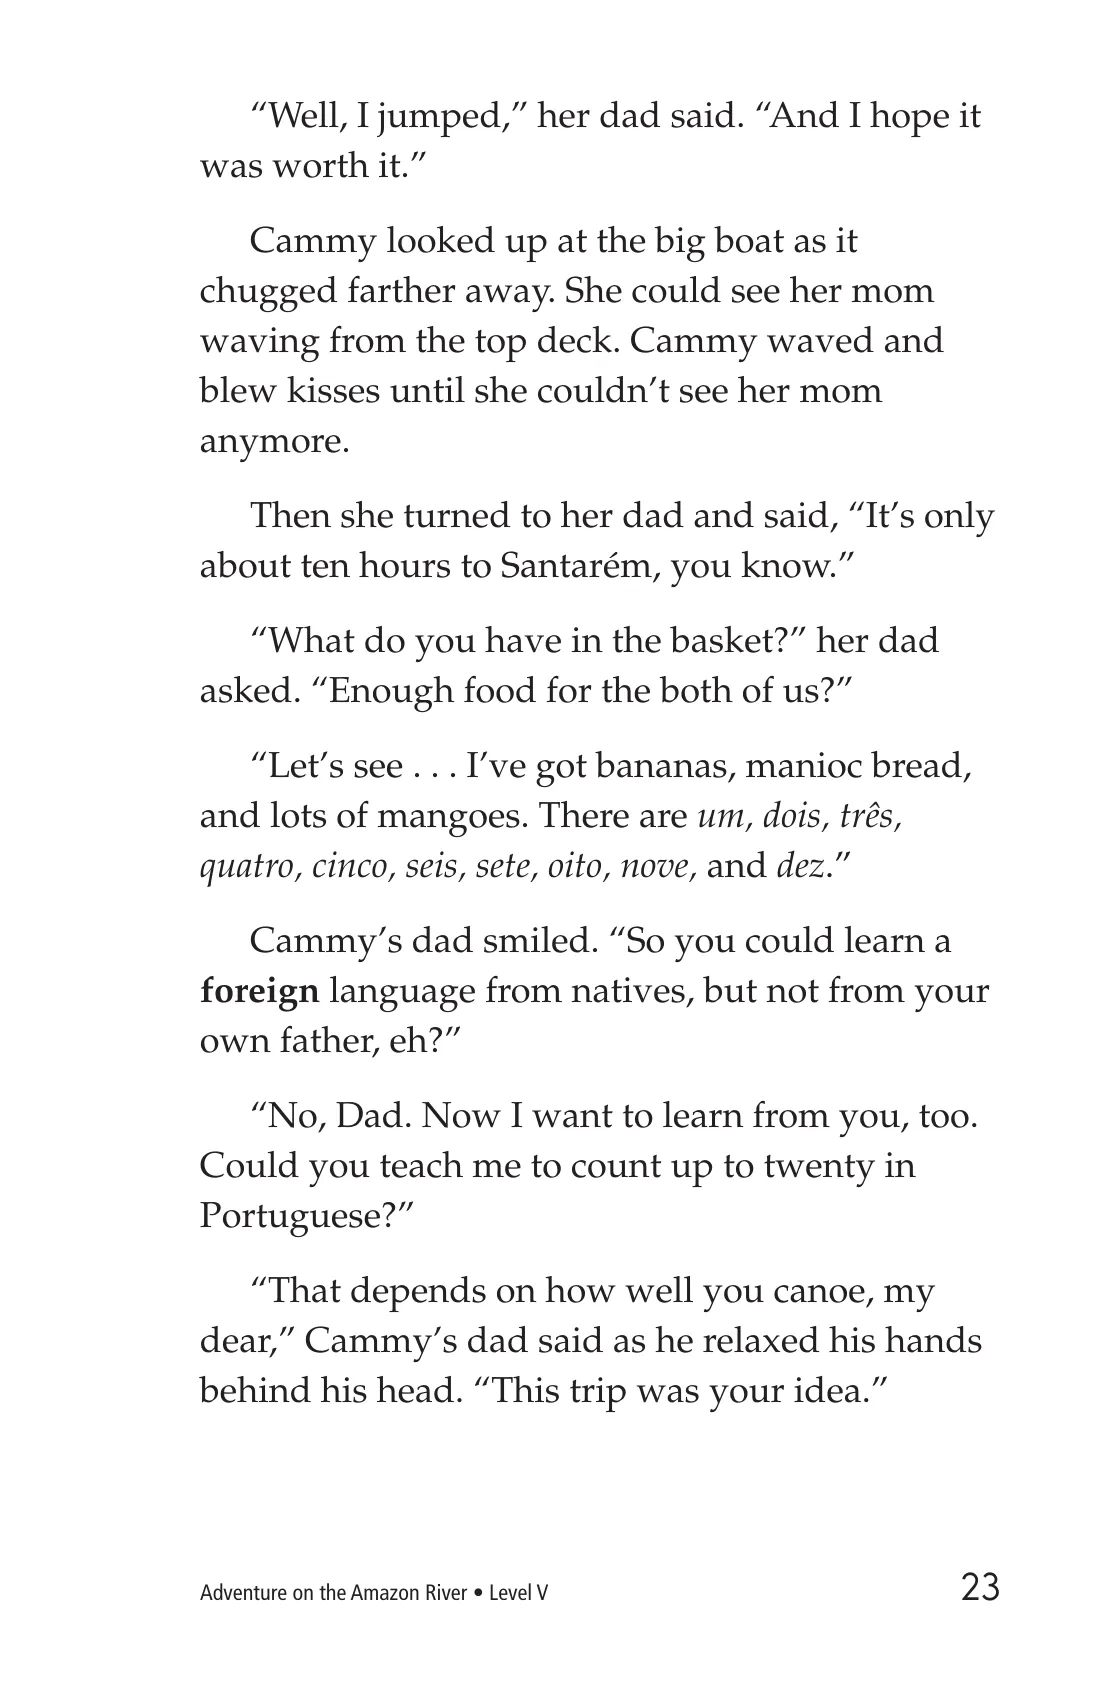 “Well, I jumped,” her dad said. “And I hope it
was worth it.”
Cammy looked up at the big boat as it
chugged farther away. She could see her mom
waving from the top deck. Cammy waved and
blew kisses until she couldn’t see her mom
anymore.
Then she turned to her dad and said, “It’s only
about ten hours to Santarém, you know.”
“What do you have in the basket?” her dad
asked. “Enough food for the both of us?”
“Let’s see . . . I’ve got bananas, manioc bread,
and lots of mangoes. There are um, dois, três,
quatro, cinco, seis, sete, oito, nove, and dez.”
Cammy’s dad smiled. “So you could learn a
foreign language from natives, but not from your
own father, eh?”
“No, Dad. Now I want to learn from you, too.
Could you teach me to count up to twenty in
Portuguese?”
“That depends on how well you canoe, my
dear,” Cammy’s dad said as he relaxed his hands
behind his head. “This trip was your idea.”
Adventure on the Amazon River • Level V
23